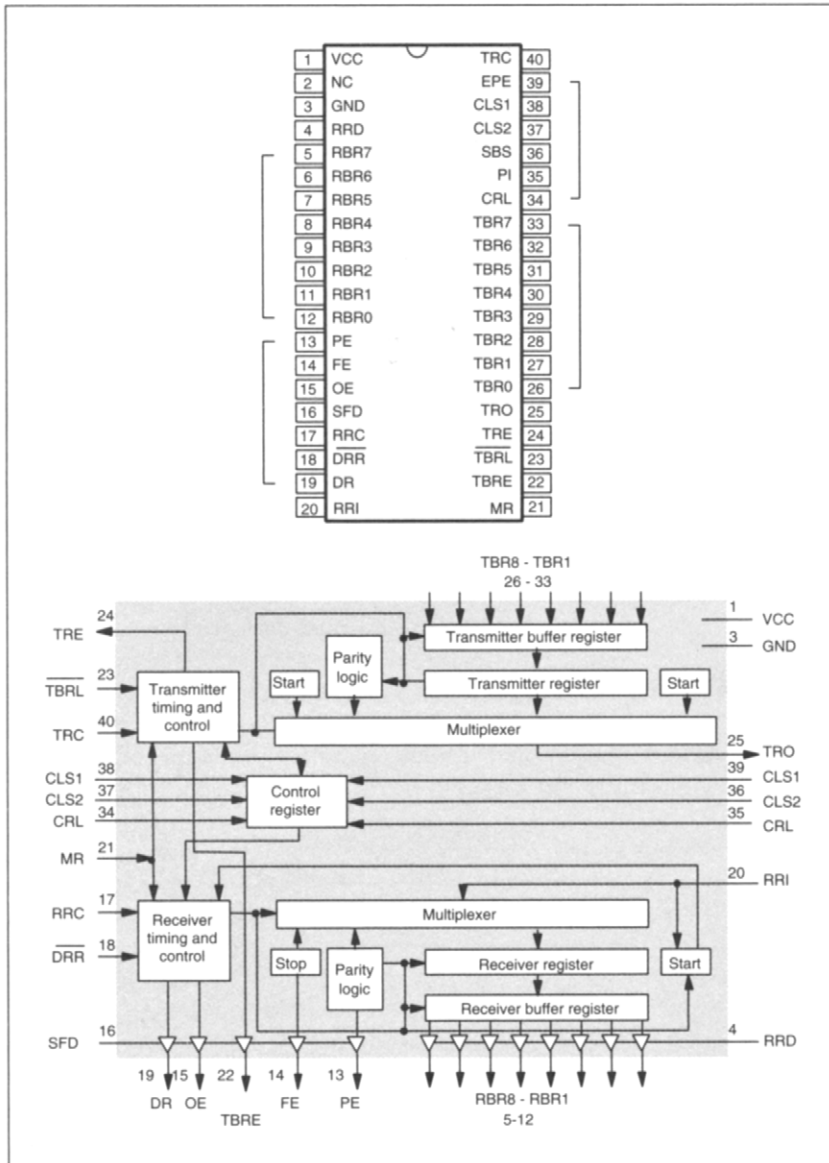 1 VCC TRC 40
2 NC EPE 39
3 GND CLS1 38
4 RRD CLS2 37
5 RBR7 SBS 36
6 RBR6 PI 35
7 RBR5 CRL 34
8 RBR4 TBR7 33
9 RBR3 TBR6 32
10 RBR2 TBR5 31
11 RBR1 TBR4 30
12 RBR0 TBR3 29
13 PE TBR2 28
14 FE TBR1 27
15 OE TBR0 26
16 SFD TRO 25
17 RRC TRE 24
18 DRR TBRL 23
19 DR TBRE 22
20 RRI MR 21
TBR8 - TBR1
26 - 33
24 1
TRE VCC
3
GND
Transmitter buffer register
Parity
logic
23
TBRL
Transmitter
timing and
control
Start
Transmitter register
Start
40
TRC
Multiplexer
25
TRO
38 39
CLS1 CLS1
37 36
CLS2 CLS2
Control
register
34 35
CRL CRL
21
MR
20
RRI
17
RRC
Receiver
timing and
control
Multiplexer
18
DRR
Stop
Parity
logic
Receiver register
Start
Receiver buffer register
16 4
SFD RRD
19 15 22 14 13
DR OE TBRE FE PE
RBR8 - RBR1
5-12